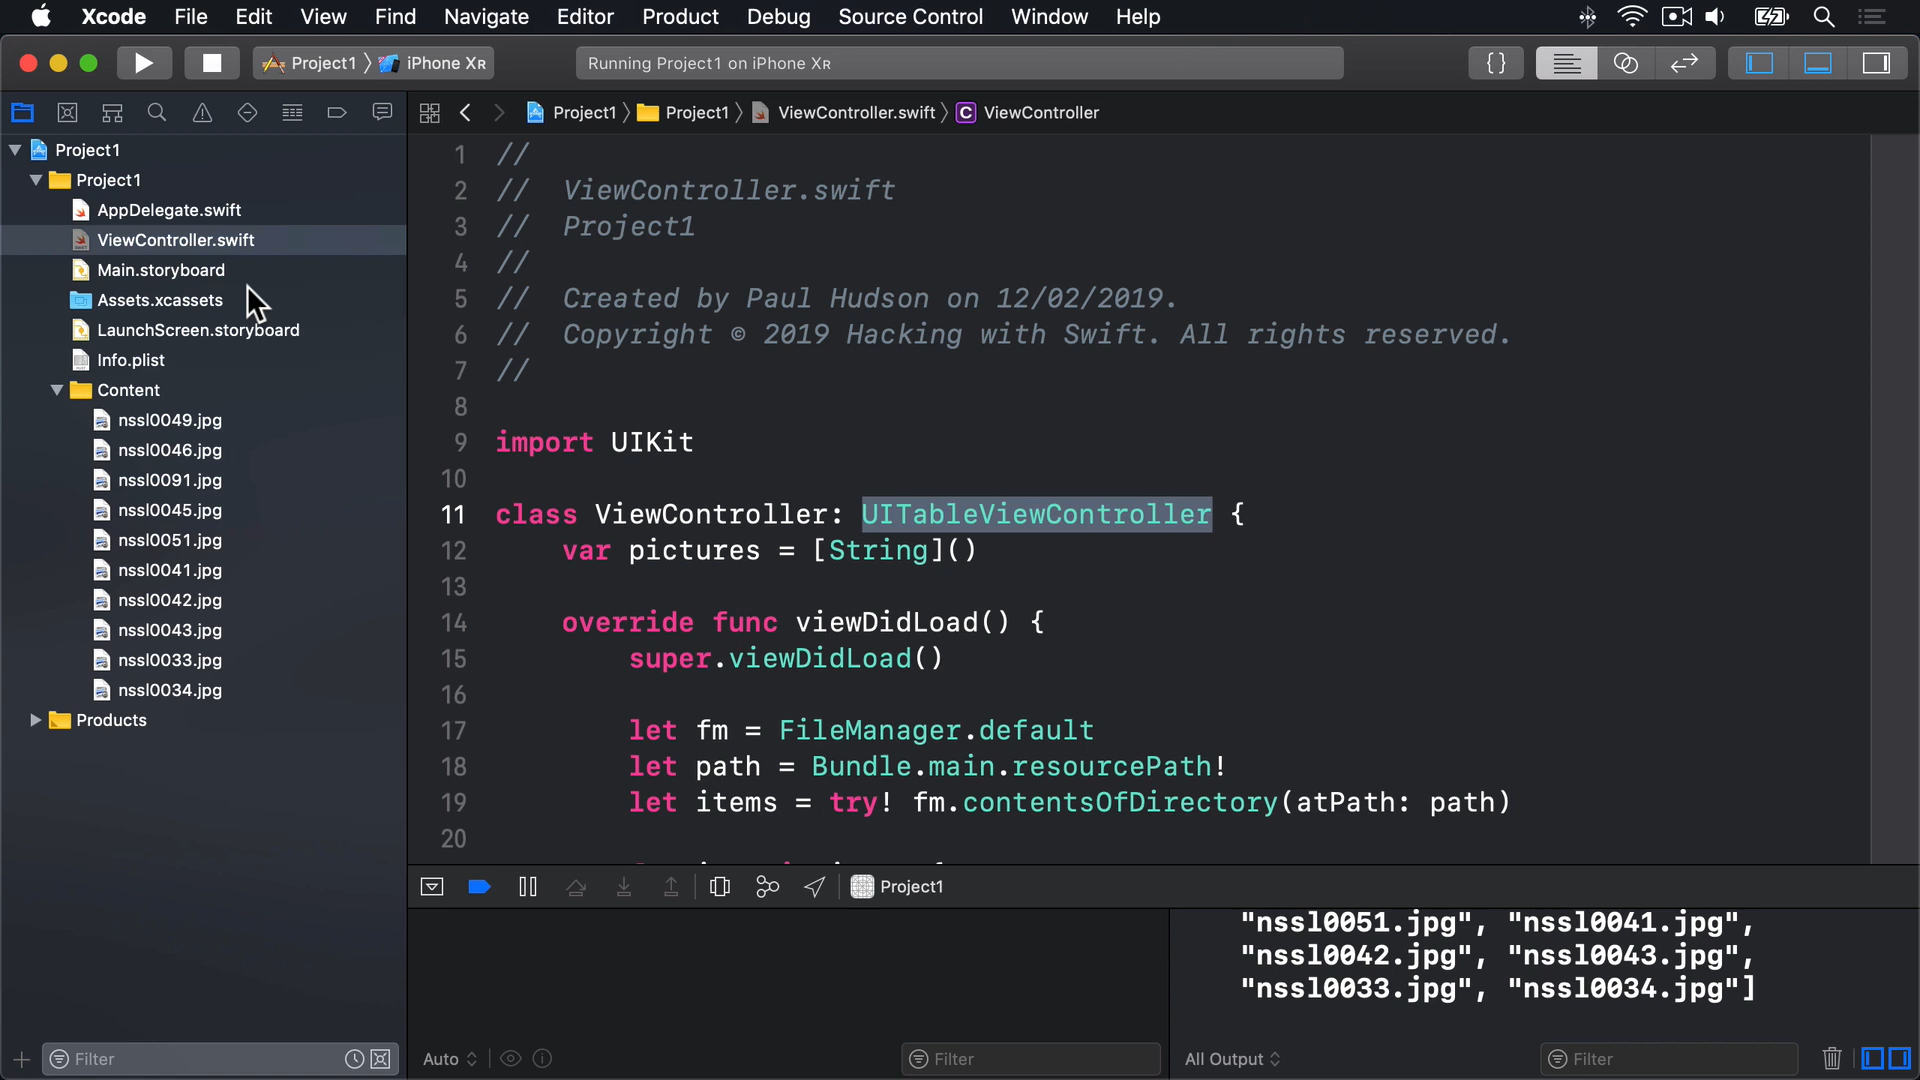 Xcode File Edit View Find Navigate Editor Product Debug Source Control Window Help
Project1 iPhone XR
Running Project1 on iPhone XR
{}
Project1 Project1 ViewController.swift C ViewController
Project1
Project1
AppDelegate.swift
ViewController.swift
Main.storyboard
Assets.xcassets
LaunchScreen.storyboard
Info.plist
Content
nssl0049.jpg
nssl0046.jpg
nssl0091.jpg
nssl0045.jpg
nssl0051.jpg
nssl0041.jpg
nssl0042.jpg
nssl0043.jpg
nssl0033.jpg
nssl0034.jpg
Products
Filter
1 //
2 //  ViewController.swift
3 //  Project1
4 //
5 //  Created by Paul Hudson on 12/02/2019.
6 //  Copyright © 2019 Hacking with Swift. All rights reserved.
7 //
8
9 import UIKit
10
11 class ViewController: UITableViewController {
12     var pictures = [String]()
13
14     override func viewDidLoad() {
15         super.viewDidLoad()
16
17         let fm = FileManager.default
18         let path = Bundle.main.resourcePath!
19         let items = try! fm.contentsOfDirectory(atPath: path)
20
Project1
"nssl0051.jpg", "nssl0041.jpg",
"nssl0042.jpg", "nssl0043.jpg",
"nssl0033.jpg", "nssl0034.jpg"]
Auto Filter All Output Filter